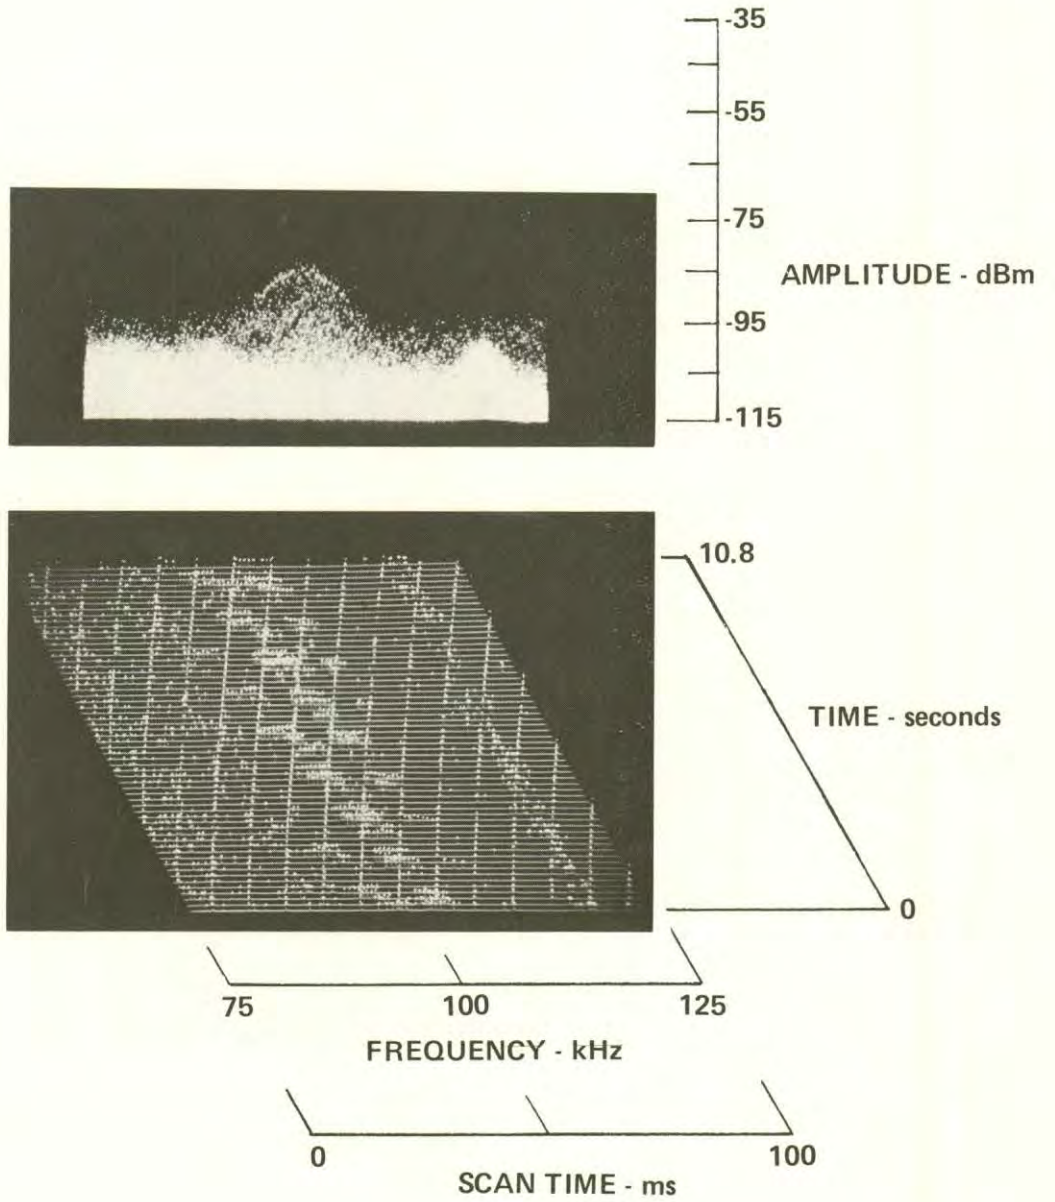 -35
-55
-75
AMPLITUDE - dBm
-95
-115
10.8
TIME - seconds
0
75 100 125
FREQUENCY - kHz
0 100
SCAN TIME - ms